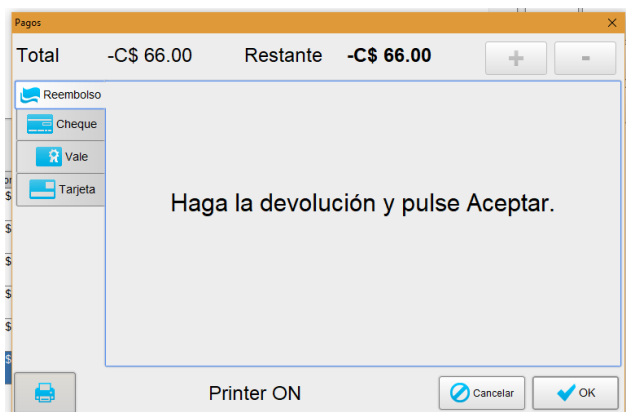 Pagos
Total -C$ 66.00 Restante -C$ 66.00 + -
Reembolso
Cheque
Vale
Tarjeta
Haga la devolución y pulse Aceptar.
Printer ON Cancelar OK
$
$
$
$
$
$